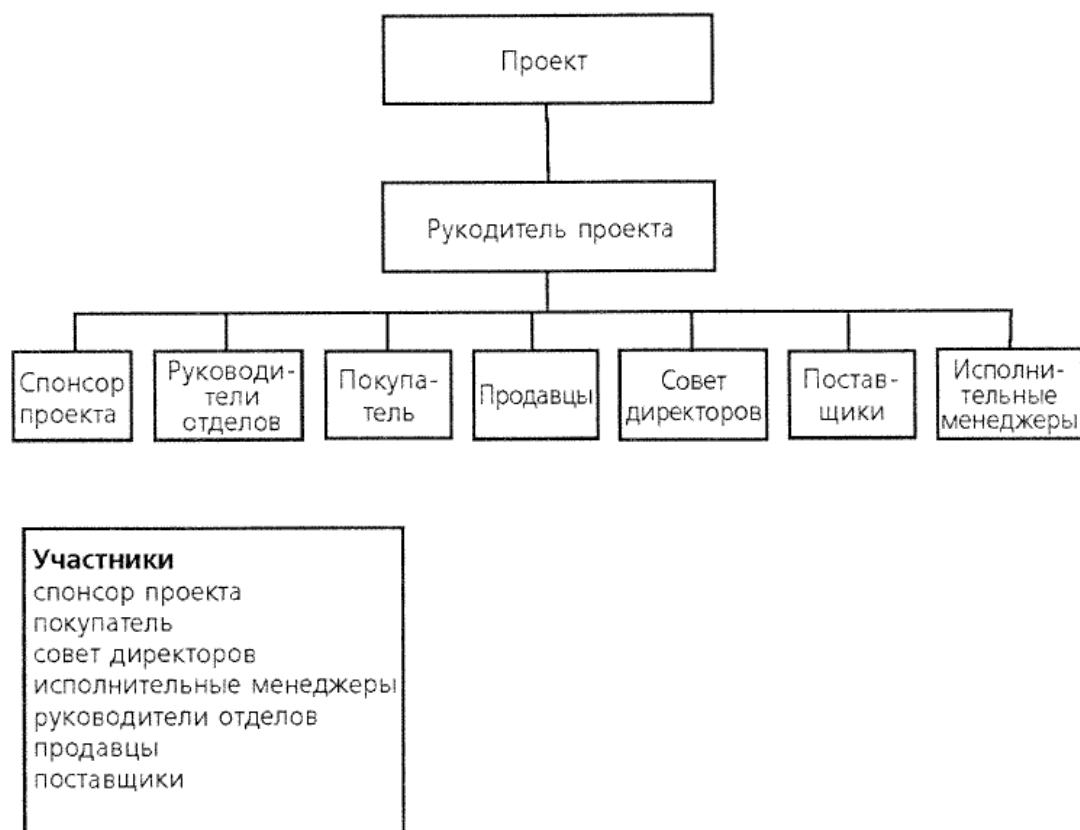 Проект
Рукодитель проекта
Спонсор
проекта
Руководи-
тели
отделов
Покупа-
тель
Продавцы
Совет
директоров
Постав-
щики
Исполни-
тельные
менеджеры
Участники
спонсор проекта
покупатель
совет директоров
исполнительные менеджеры
руководители отделов
продавцы
поставщики